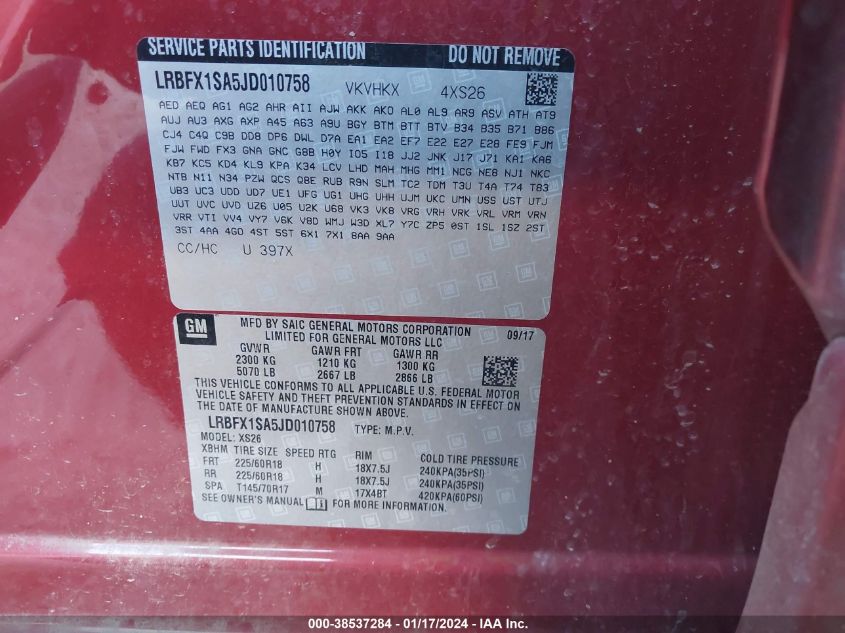 SERVICE PARTS IDENTIFICATION DO NOT REMOVE
LRBFX1SA5JD010758 VKVHKX 4XS26
AED AEQ AG1 AG2 AHR AII AJW AKK AKO AL0 AL9 AR9 ASV ATH AT9
AUJ AU3 AXG AXP A45 A63 A9U BGY BTM BTT BTV B34 B35 B71 B86
CJ4 C4Q C9B DD8 DP6 DWL D7A EA1 EA2 EF7 E22 E27 E28 FE9 FJM
FJW FWD FX3 GNA GNC G8B H0Y IO5 I18 JJ2 JNK J17 J71 KA1 KA6
KB7 KC5 KD4 KL9 KPA K34 LCV LHD MAH MHG MM1 NCG NE8 NJ1 NKC
NTB N11 N34 PZW QCS Q8E RUB R9N SLM TC2 TDM T3U T4A T74 T83
UB3 UC3 UDD UD7 UE1 UFG UG1 UHG UHH UJM UKC UMN USS UST UTJ
UUT UVC UVD UZ6 U05 U2K U68 VK3 VK8 VRG VRH VRK VRL VRM VRN
VRR VTI VV4 VY7 V6K V8D WMJ W3D XL7 Y7C ZP5 0ST 1SL 1SZ 2ST
3ST 4AA 4GD 4ST 5ST 6X1 7X1 8AA 9AA
CC/HC U 397X
GM
MFD BY SAIC GENERAL MOTORS CORPORATION 09/17
LIMITED FOR GENERAL MOTORS LLC
GVWR GAWR FRT GAWR RR
2300 KG 1210 KG 1300 KG
5070 LB 2667 LB 2866 LB
THIS VEHICLE CONFORMS TO ALL APPLICABLE U.S. FEDERAL MOTOR
VEHICLE SAFETY AND THEFT PREVENTION STANDARDS IN EFFECT ON
THE DATE OF MANUFACTURE SHOWN ABOVE.
LRBFX1SA5JD010758 TYPE: M.P.V.
MODEL: XS26
XBHM TIRE SIZE SPEED RTG RIM COLD TIRE PRESSURE
FRT 225/60R18 H 18X7.5J 240KPA(35PSI)
RR 225/60R18 H 18X7.5J 240KPA(35PSI)
SPA T145/70R17 M 17X4BT 420KPA(60PSI)
SEE OWNER'S MANUAL FOR MORE INFORMATION.
000-38537284 - 01/17/2024 - IAA Inc.